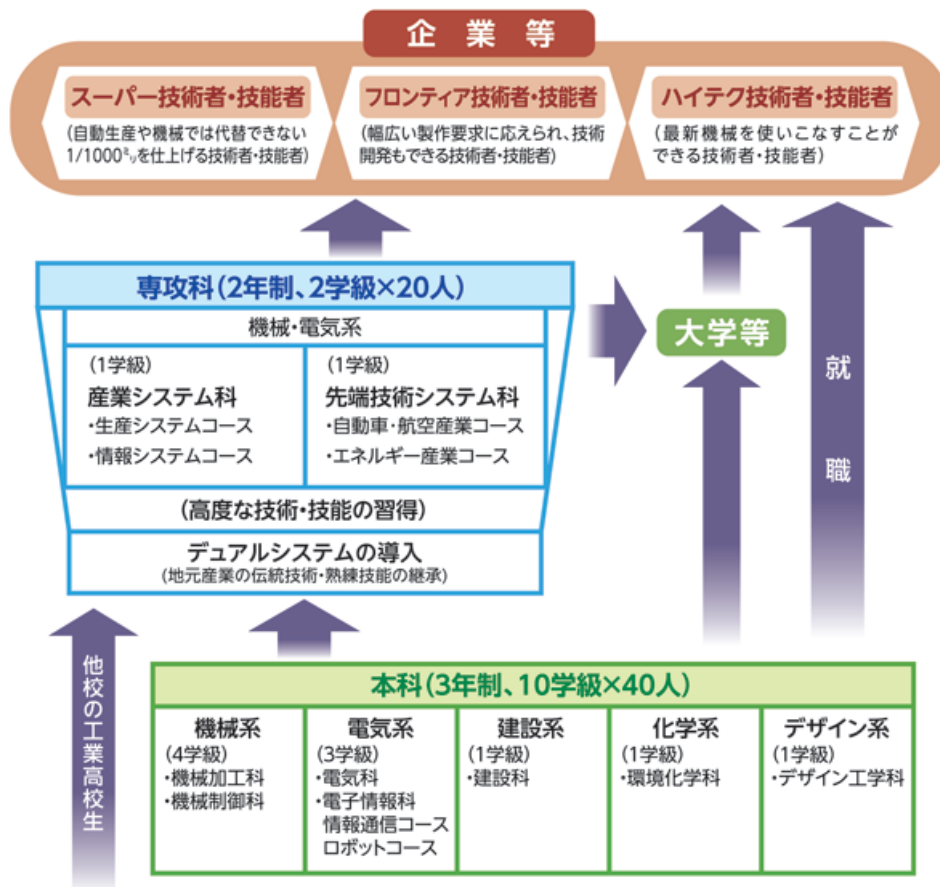 企業等
スーパー技術者・技能者
(自動生産や機械では代替できない
1/1000㍉を仕上げる技術者・技能者)
フロンティア技術者・技能者
(幅広い製作要求に応えられ、技術
開発もできる技術者・技能者)
ハイテク技術者・技能者
(最新機械を使いこなすことが
できる技術者・技能者)
専攻科(2年制、2学級×20人)
機械・電気系
(1学級)
産業システム科
・生産システムコース
・情報システムコース
(1学級)
先端技術システム科
・自動車・航空産業コース
・エネルギー産業コース
(高度な技術・技能の習得)
デュアルシステムの導入
(地元産業の伝統技術・熟練技能の継承)
大学等
就職
他校の工業高校生
本科(3年制、10学級×40人)
機械系
(4学級)
・機械加工科
・機械制御科
電気系
(3学級)
・電気科
・電子情報科
情報通信コース
ロボットコース
建設系
(1学級)
・建設科
化学系
(1学級)
・環境化学科
デザイン系
(1学級)
・デザイン工学科